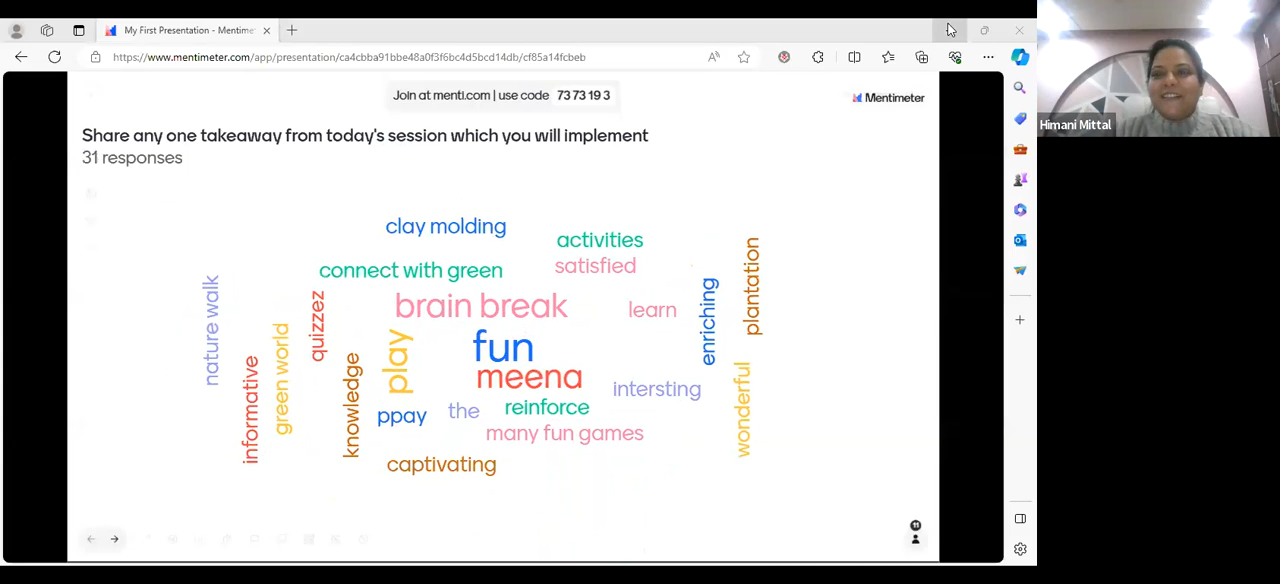 My First Presentation - Mentime
https://www.mentimeter.com/app/presentation/ca4cbba91bbe48a0f3f6bc4d5bcd14db/cf85a14fcbeb
Join at menti.com | use code 73 73 19 3
Mentimeter
Himani Mittal
Share any one takeaway from today's session which you will implement
31 responses
clay molding
activities
connect with green
satisfied
nature walk
quizzez
brain break
learn
enriching
plantation
informative
green world
knowledge
play
fun
meena
intersting
wonderful
ppay
the
reinforce
many fun games
captivating
11